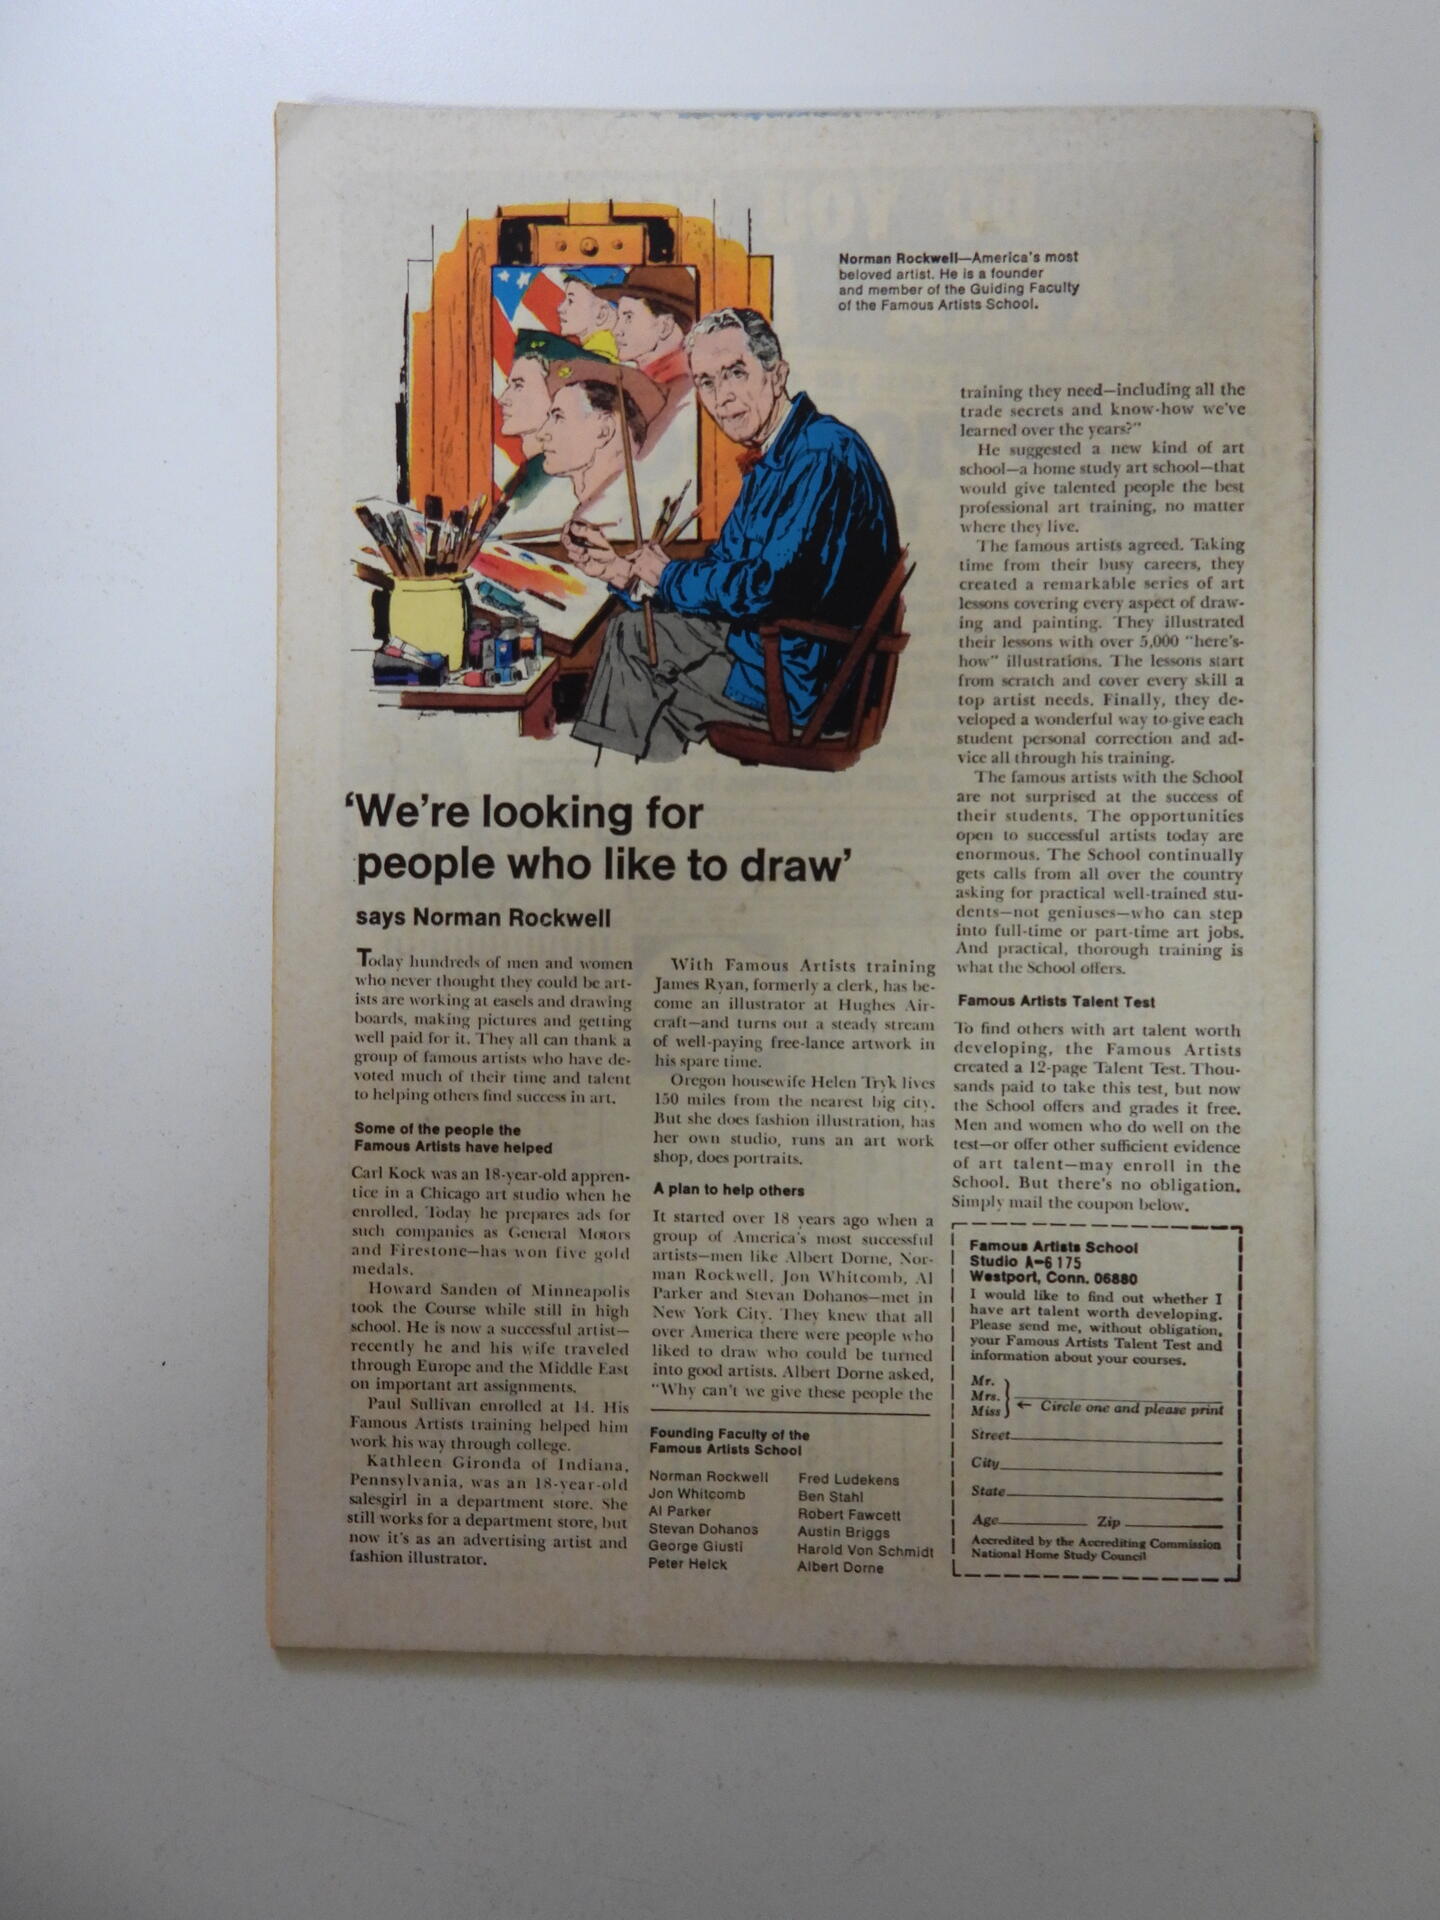 Norman Rockwell—America's most
beloved artist. He is a founder
and member of the Guiding Faculty
of the Famous Artists School.
'We're looking for
people who like to draw'
says Norman Rockwell
Today hundreds of men and women
who never thought they could be art-
ists are working at easels and drawing
boards, making pictures and getting
well paid for it. They all can thank a
group of famous artists who have de-
voted much of their time and talent
to helping others find success in art.
Some of the people the
Famous Artists have helped
Carl Kock was an 18-year-old appren-
tice in a Chicago art studio when he
enrolled. Today he prepares ads for
such companies as General Motors
and Firestone—has won five gold
medals.
Howard Sanden of Minneapolis
took the Course while still in high
school. He is now a successful artist—
recently he and his wife traveled
through Europe and the Middle East
on important art assignments.
Paul Sullivan enrolled at 14. His
Famous Artists training helped him
work his way through college.
Kathleen Gironda of Indiana,
Pennsylvania, was an 18-year-old
salesgirl in a department store. She
still works for a department store, but
now it's as an advertising artist and
fashion illustrator.
With Famous Artists training
James Ryan, formerly a clerk, has be-
come an illustrator at Hughes Air-
craft—and turns out a steady stream
of well-paying free-lance artwork in
his spare time.
Oregon housewife Helen Tryk lives
150 miles from the nearest big city.
But she does fashion illustration, has
her own studio, runs an art work
shop, does portraits.
A plan to help others
It started over 18 years ago when a
group of America's most successful
artists—men like Albert Dorne, Nor-
man Rockwell, Jon Whitcomb, Al
Parker and Stevan Dohanos—met in
New York City. They knew that all
over America there were people who
liked to draw who could be turned
into good artists. Albert Dorne asked,
"Why can't we give these people the
Founding Faculty of the
Famous Artists School
Norman Rockwell
Jon Whitcomb
Al Parker
Stevan Dohanos
George Giusti
Peter Helck
Fred Ludekens
Ben Stahl
Robert Fawcett
Austin Briggs
Harold Von Schmidt
Albert Dorne
training they need—including all the
trade secrets and know-how we've
learned over the years?"
He suggested a new kind of art
school—a home study art school—that
would give talented people the best
professional art training, no matter
where they live.
The famous artists agreed. Taking
time from their busy careers, they
created a remarkable series of art
lessons covering every aspect of draw-
ing and painting. They illustrated
their lessons with over 5,000 "here's-
how" illustrations. The lessons start
from scratch and cover every skill a
top artist needs. Finally, they de-
veloped a wonderful way to give each
student personal correction and ad-
vice all through his training.
The famous artists with the School
are not surprised at the success of
their students. The opportunities
open to successful artists today are
enormous. The School continually
gets calls from all over the country
asking for practical well-trained stu-
dents—not geniuses—who can step
into full-time or part-time art jobs.
And practical, thorough training is
what the School offers.
Famous Artists Talent Test
To find others with art talent worth
developing, the Famous Artists
created a 12-page Talent Test. Thou-
sands paid to take this test, but now
the School offers and grades it free.
Men and women who do well on the
test—or offer other sufficient evidence
of art talent—may enroll in the
School. But there's no obligation.
Simply mail the coupon below.
Famous Artists School
Studio A-6175
Westport, Conn. 06880
I would like to find out whether I
have art talent worth developing.
Please send me, without obligation,
your Famous Artists Talent Test and
information about your courses.
Mr.
Mrs.
Miss ← Circle one and please print
Street
City
State
Age Zip
Accredited by the Accrediting Commission
National Home Study Council